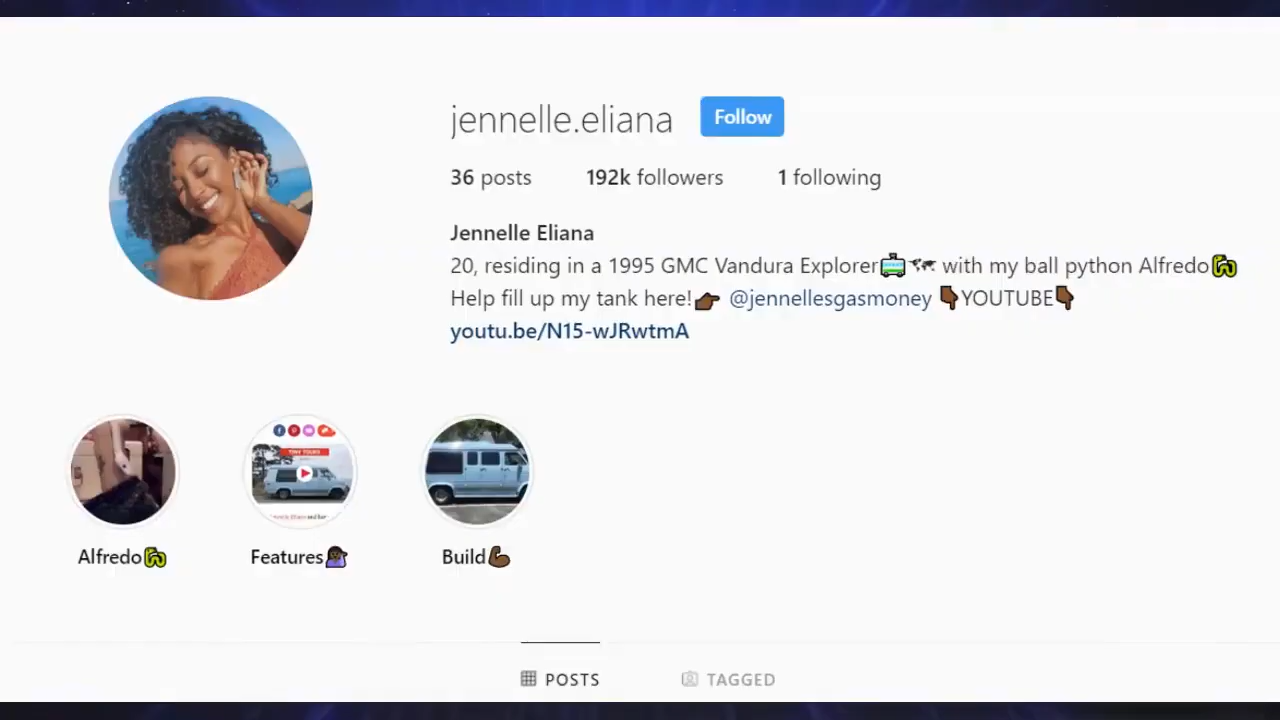 jennelle.eliana Follow
36 posts 192k followers 1 following
Jennelle Eliana
20, residing in a 1995 GMC Vandura Explorer🚍🗺 with my ball python Alfredo🐍
Help fill up my tank here!👉🏾 @jennellesgasmoney 👇🏾YOUTUBE👇🏾
youtu.be/N15-wJRwtmA
TINY TOURS
Alfredo🐍 Features💁🏿‍♀️ Build💪🏾
POSTS TAGGED